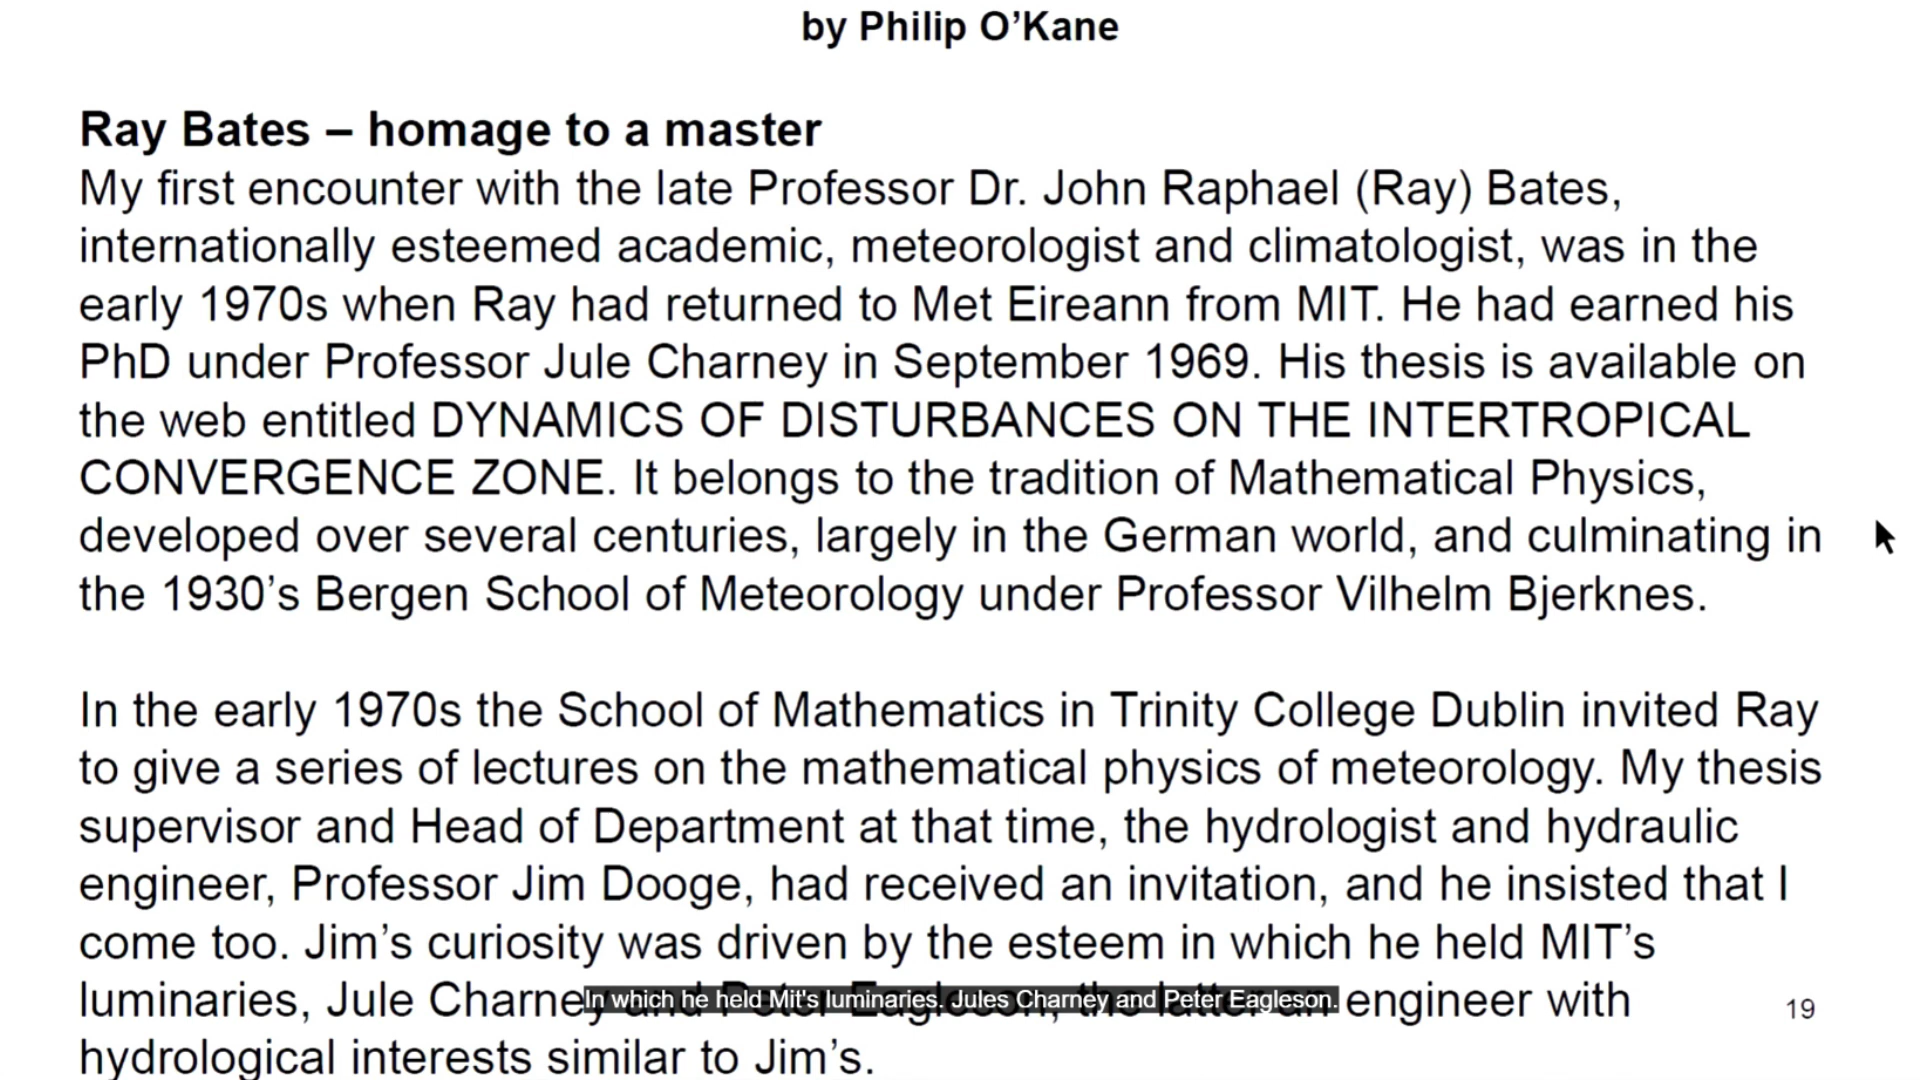 by Philip O’Kane
Ray Bates – homage to a master
My first encounter with the late Professor Dr. John Raphael (Ray) Bates,
internationally esteemed academic, meteorologist and climatologist, was in the
early 1970s when Ray had returned to Met Eireann from MIT. He had earned his
PhD under Professor Jule Charney in September 1969. His thesis is available on
the web entitled DYNAMICS OF DISTURBANCES ON THE INTERTROPICAL
CONVERGENCE ZONE. It belongs to the tradition of Mathematical Physics,
developed over several centuries, largely in the German world, and culminating in
the 1930’s Bergen School of Meteorology under Professor Vilhelm Bjerknes.
In the early 1970s the School of Mathematics in Trinity College Dublin invited Ray
to give a series of lectures on the mathematical physics of meteorology. My thesis
supervisor and Head of Department at that time, the hydrologist and hydraulic
engineer, Professor Jim Dooge, had received an invitation, and he insisted that I
come too. Jim’s curiosity was driven by the esteem in which he held MIT’s
luminaries, Jule Charney and Peter Eagleson, the latter an engineer with
hydrological interests similar to Jim’s.
In which he held Mit's luminaries. Jules Charney and Peter Eagleson.
19